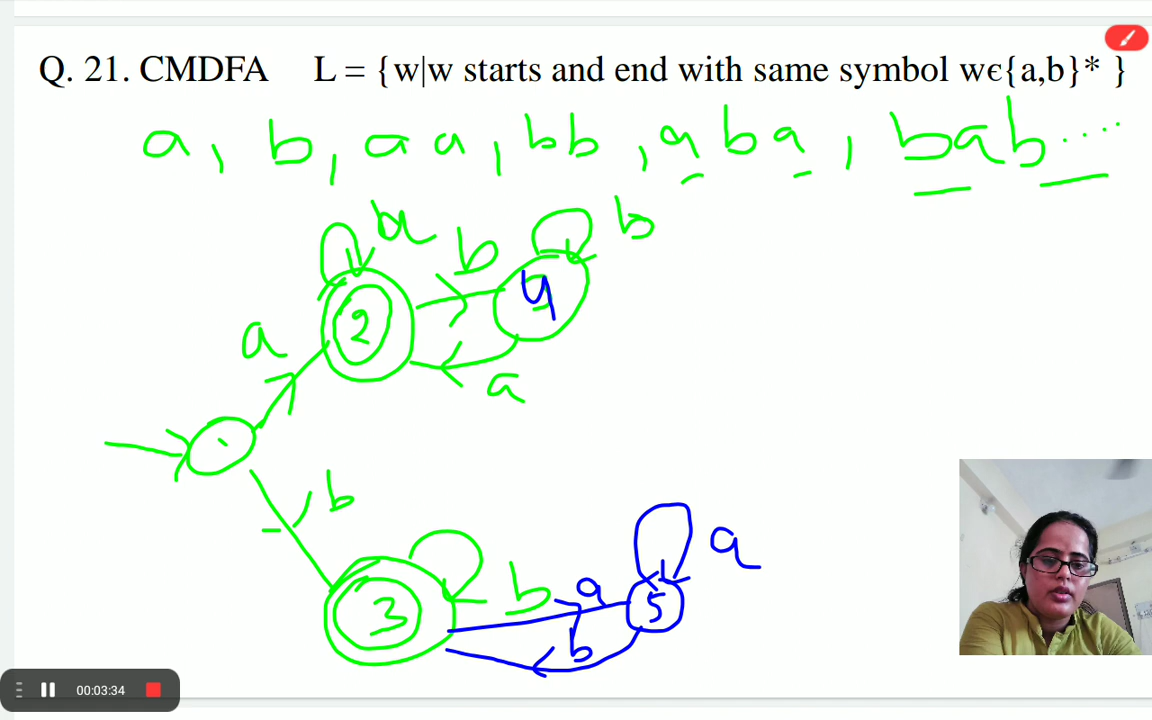 Q. 21. CMDFA L = {w|w starts and end with same symbol wϵ{a,b}* }
a, b, aa, bb, aba, bab....
a b
b
b
2 4
a
a
1
b
b
a
a
3 5
b
00:03:34